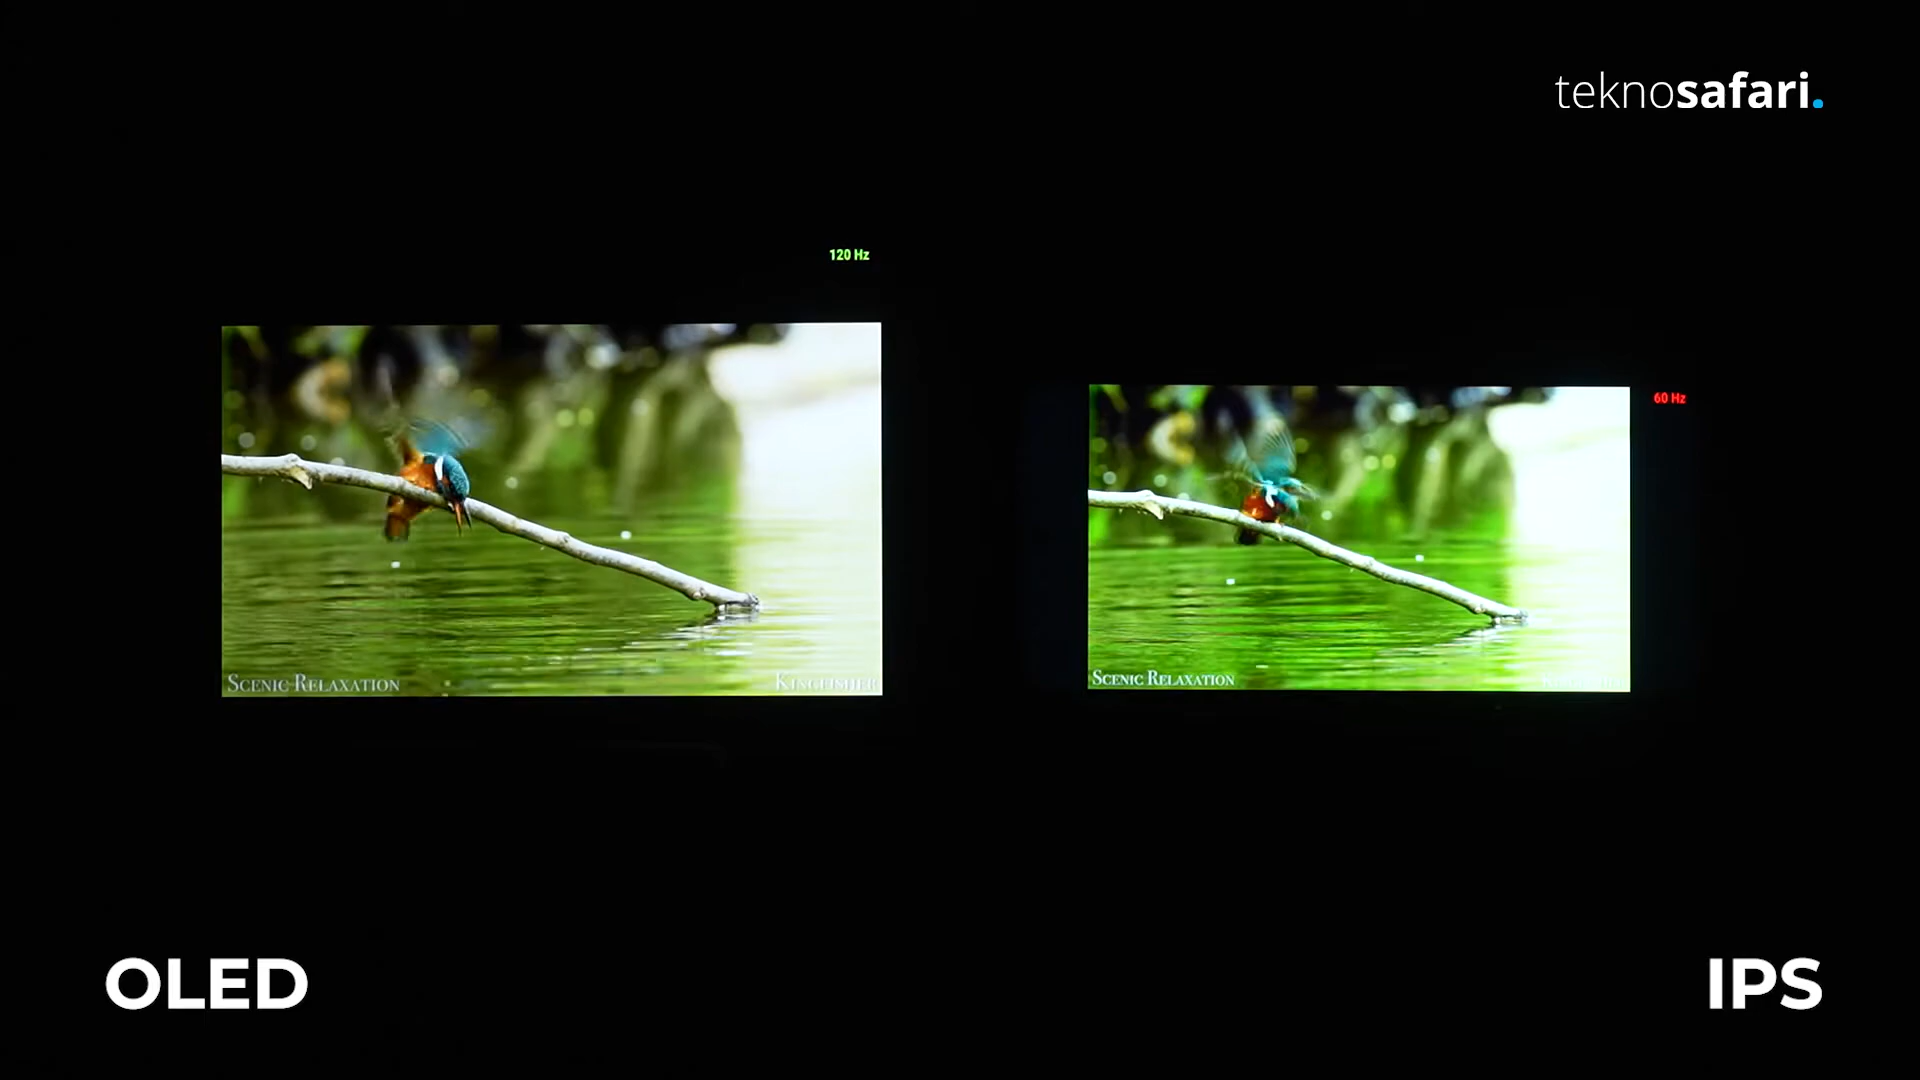 teknosafari.
120 Hz
60 Hz
SCENIC RELAXATION
KINGFISHER
SCENIC RELAXATION
OLED
IPS